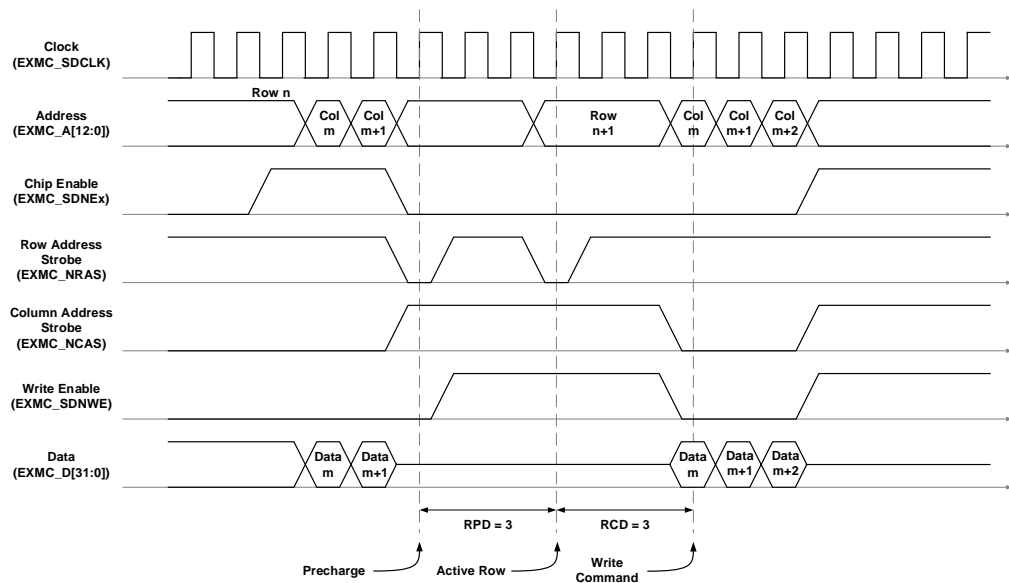 Clock
(EXMC_SDCLK)
Row n
Address
(EXMC_A[12:0])
Col
m
Col
m+1
Row
n+1
Col
m
Col
m+1
Col
m+2
Chip Enable
(EXMC_SDNEx)
Row Address
Strobe
(EXMC_NRAS)
Column Address
Strobe
(EXMC_NCAS)
Write Enable
(EXMC_SDNWE)
Data
(EXMC_D[31:0])
Data
m
Data
m+1
Data
m
Data
m+1
Data
m+2
RPD = 3
RCD = 3
Precharge
Active Row
Write
Command